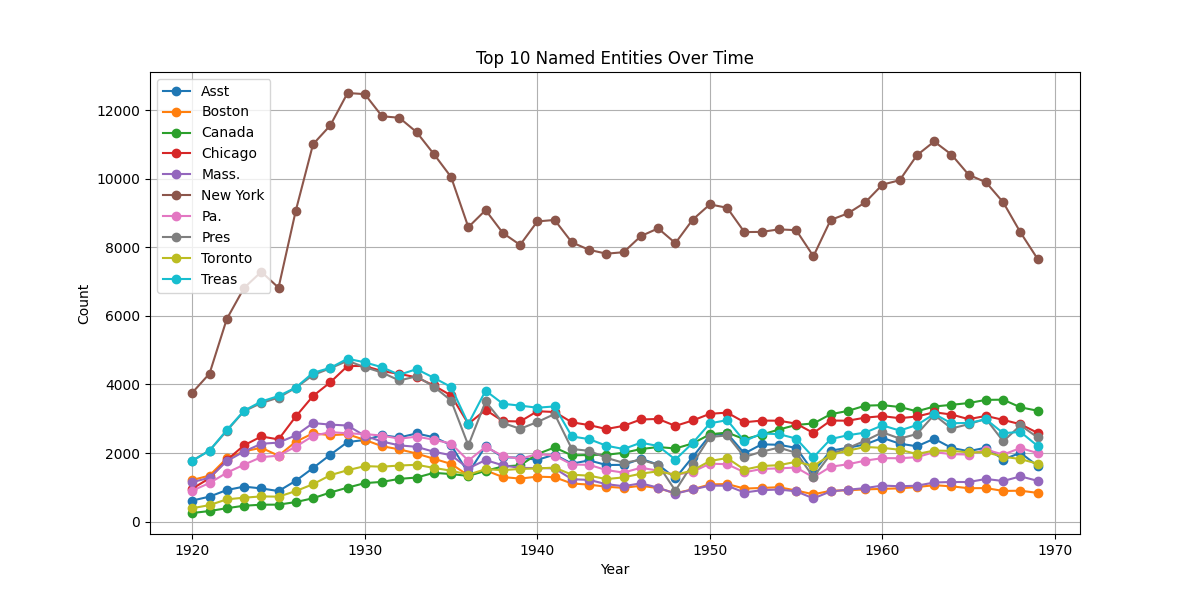 Top 10 Named Entities Over Time
Count
12000
10000
8000
6000
4000
2000
0
Asst
Boston
Canada
Chicago
Mass.
New York
Pa.
Pres
Toronto
Treas
1920 1930 1940 1950 1960 1970
Year